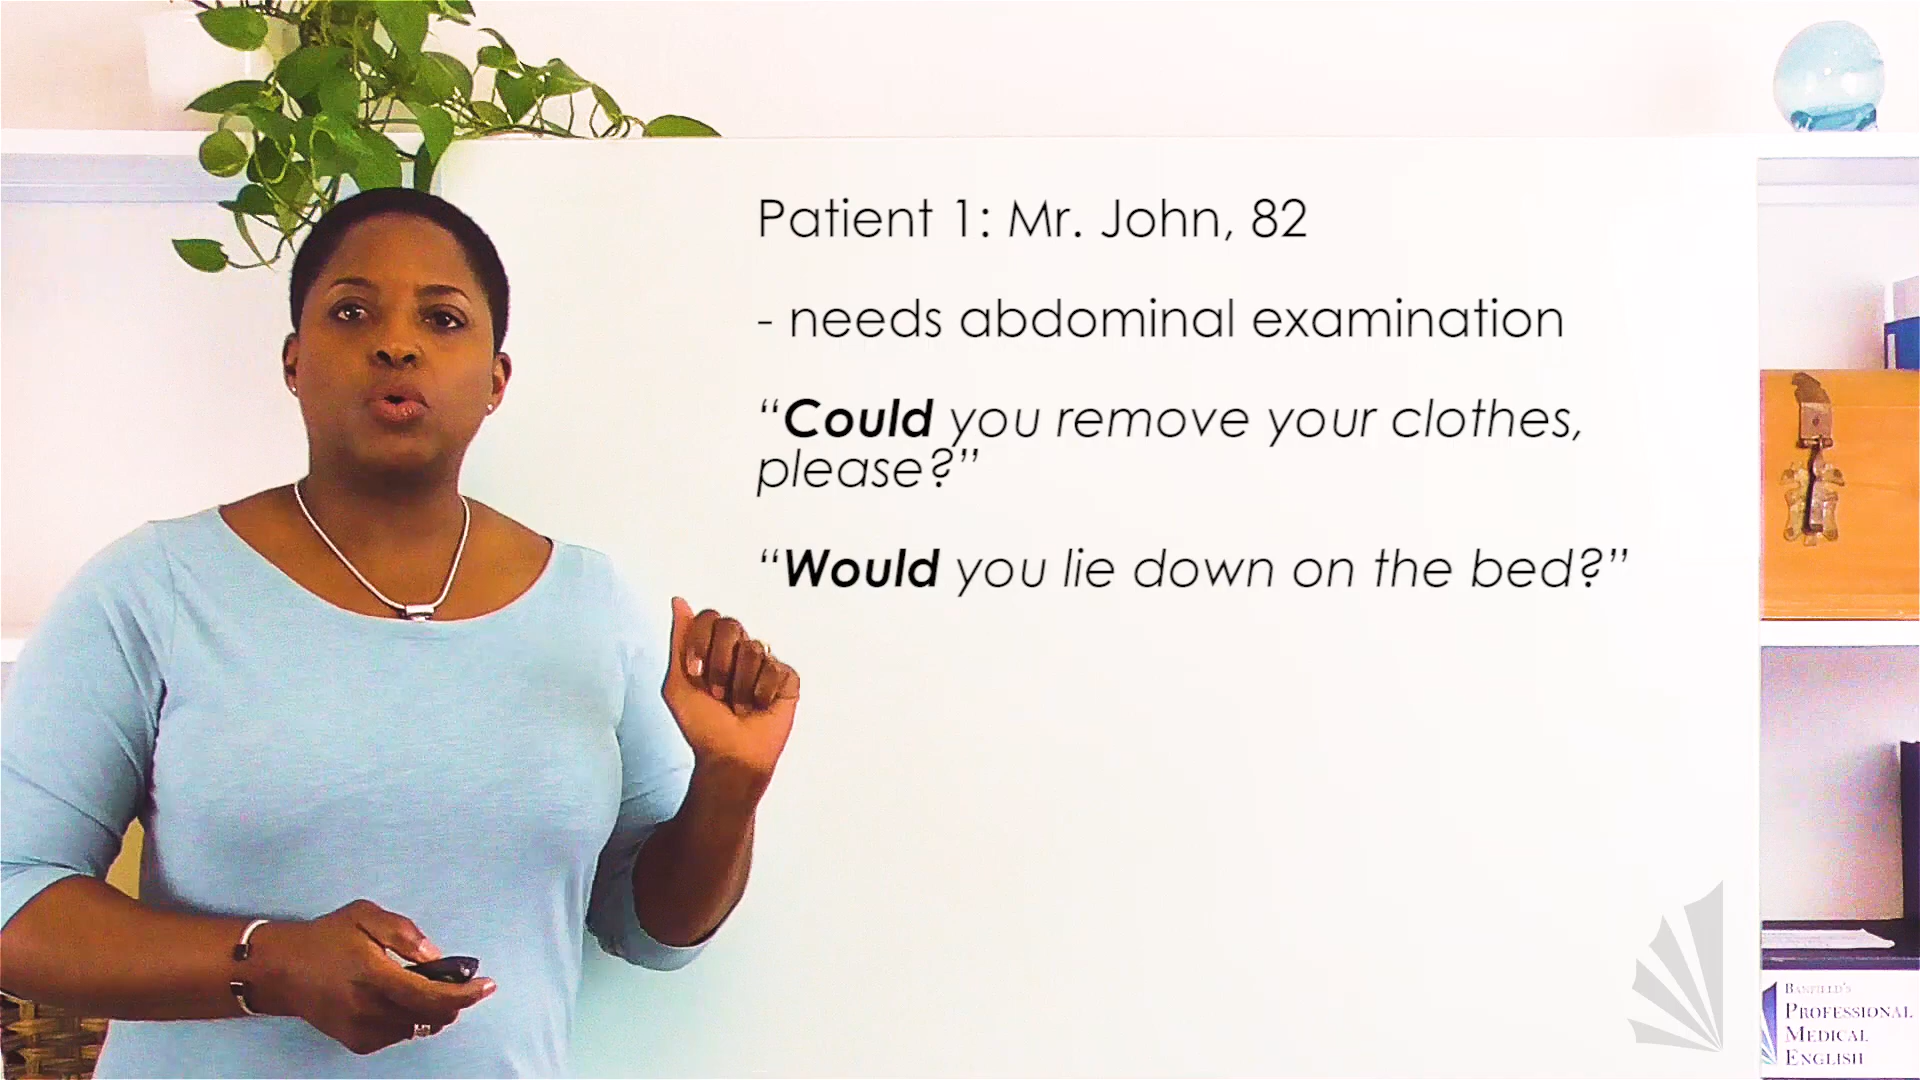 Patient 1: Mr. John, 82
- needs abdominal examination
“Could you remove your clothes,
please?”
“Would you lie down on the bed?”
BANFIELD'S
PROFESSIONAL
MEDICAL
ENGLISH